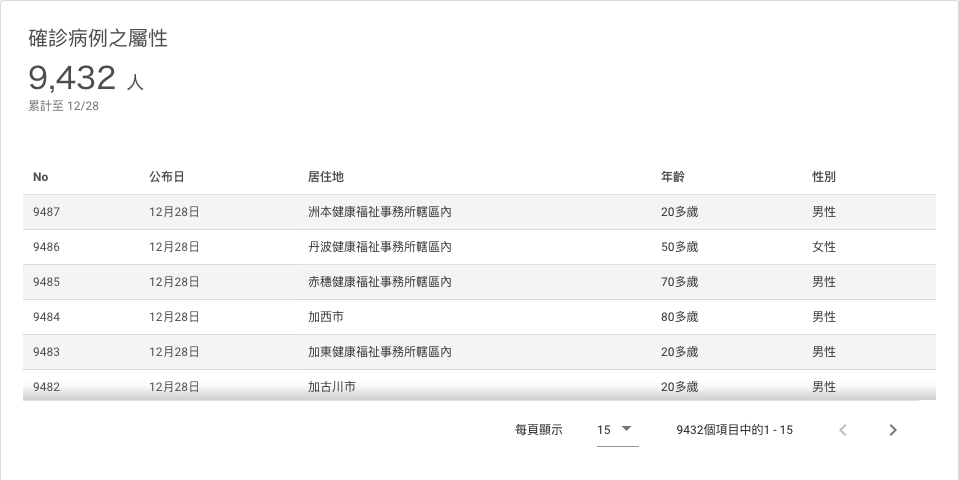 確診病例之屬性
9,432 人
累計至 12/28
No 公布日 居住地 年齡 性別
9487 12月28日 洲本健康福祉事務所轄區內 20多歲 男性
9486 12月28日 丹波健康福祉事務所轄區內 50多歲 女性
9485 12月28日 赤穗健康福祉事務所轄區內 70多歲 男性
9484 12月28日 加西市 80多歲 男性
9483 12月28日 加東健康福祉事務所轄區內 20多歲 男性
9482 12月28日 加古川市 20多歲 男性
每頁顯示 15 9432個項目中的1 - 15